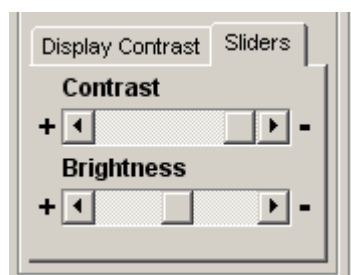 Display Contrast Sliders
Contrast
+ -
Brightness
+ -